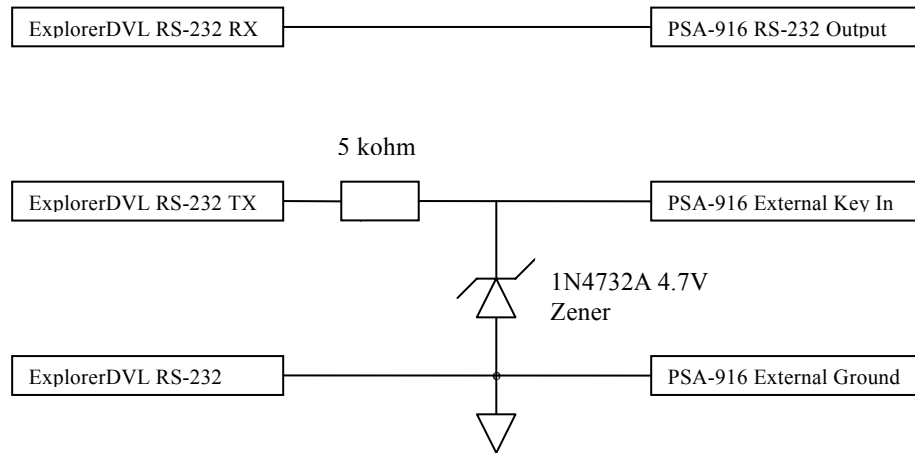 ExplorerDVL RS-232 RX
PSA-916 RS-232 Output
5 kohm
ExplorerDVL RS-232 TX
PSA-916 External Key In
1N4732A 4.7V
Zener
ExplorerDVL RS-232
PSA-916 External Ground